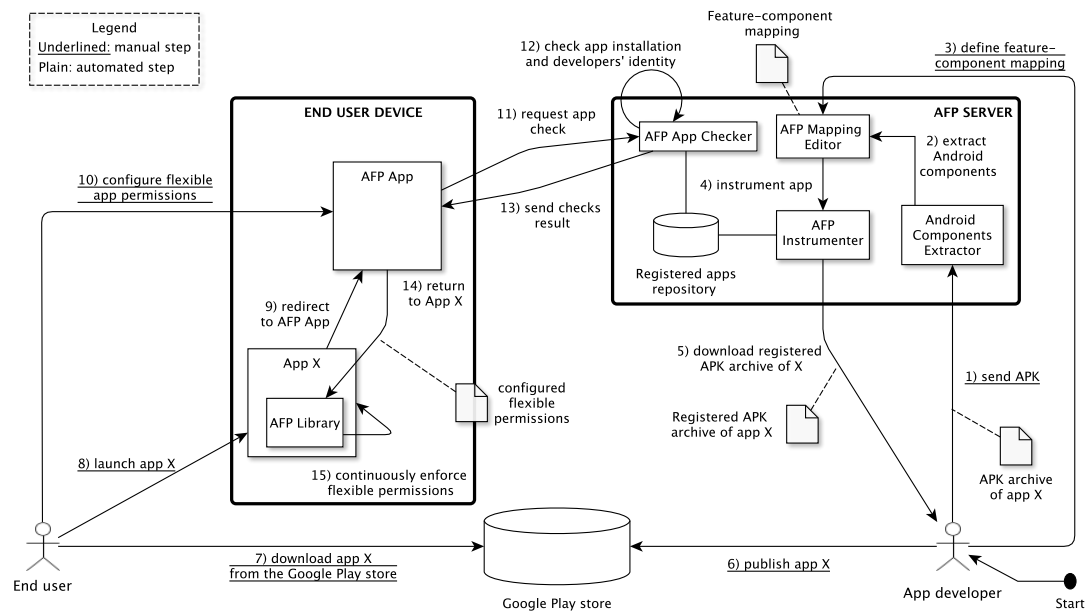 Legend
Underlined: manual step
Plain: automated step
Feature-component
mapping
12) check app installation
and developers' identity
3) define feature-
component mapping
END USER DEVICE
11) request app
check
AFP SERVER
AFP App Checker
AFP Mapping
Editor
2) extract
Android
components
10) configure flexible
app permissions
AFP App
4) instrument app
13) send checks
result
AFP
Instrumenter
Android
Components
Extractor
Registered apps
repository
14) return
to App X
9) redirect
to AFP App
App X
AFP Library
configured
flexible
permissions
5) download registered
APK archive of X
1) send APK
Registered APK
archive of app X
8) launch app X
15) continuously enforce
flexible permissions
APK archive
of app X
End user
7) download app X
from the Google Play store
6) publish app X
App developer
Google Play store
Start